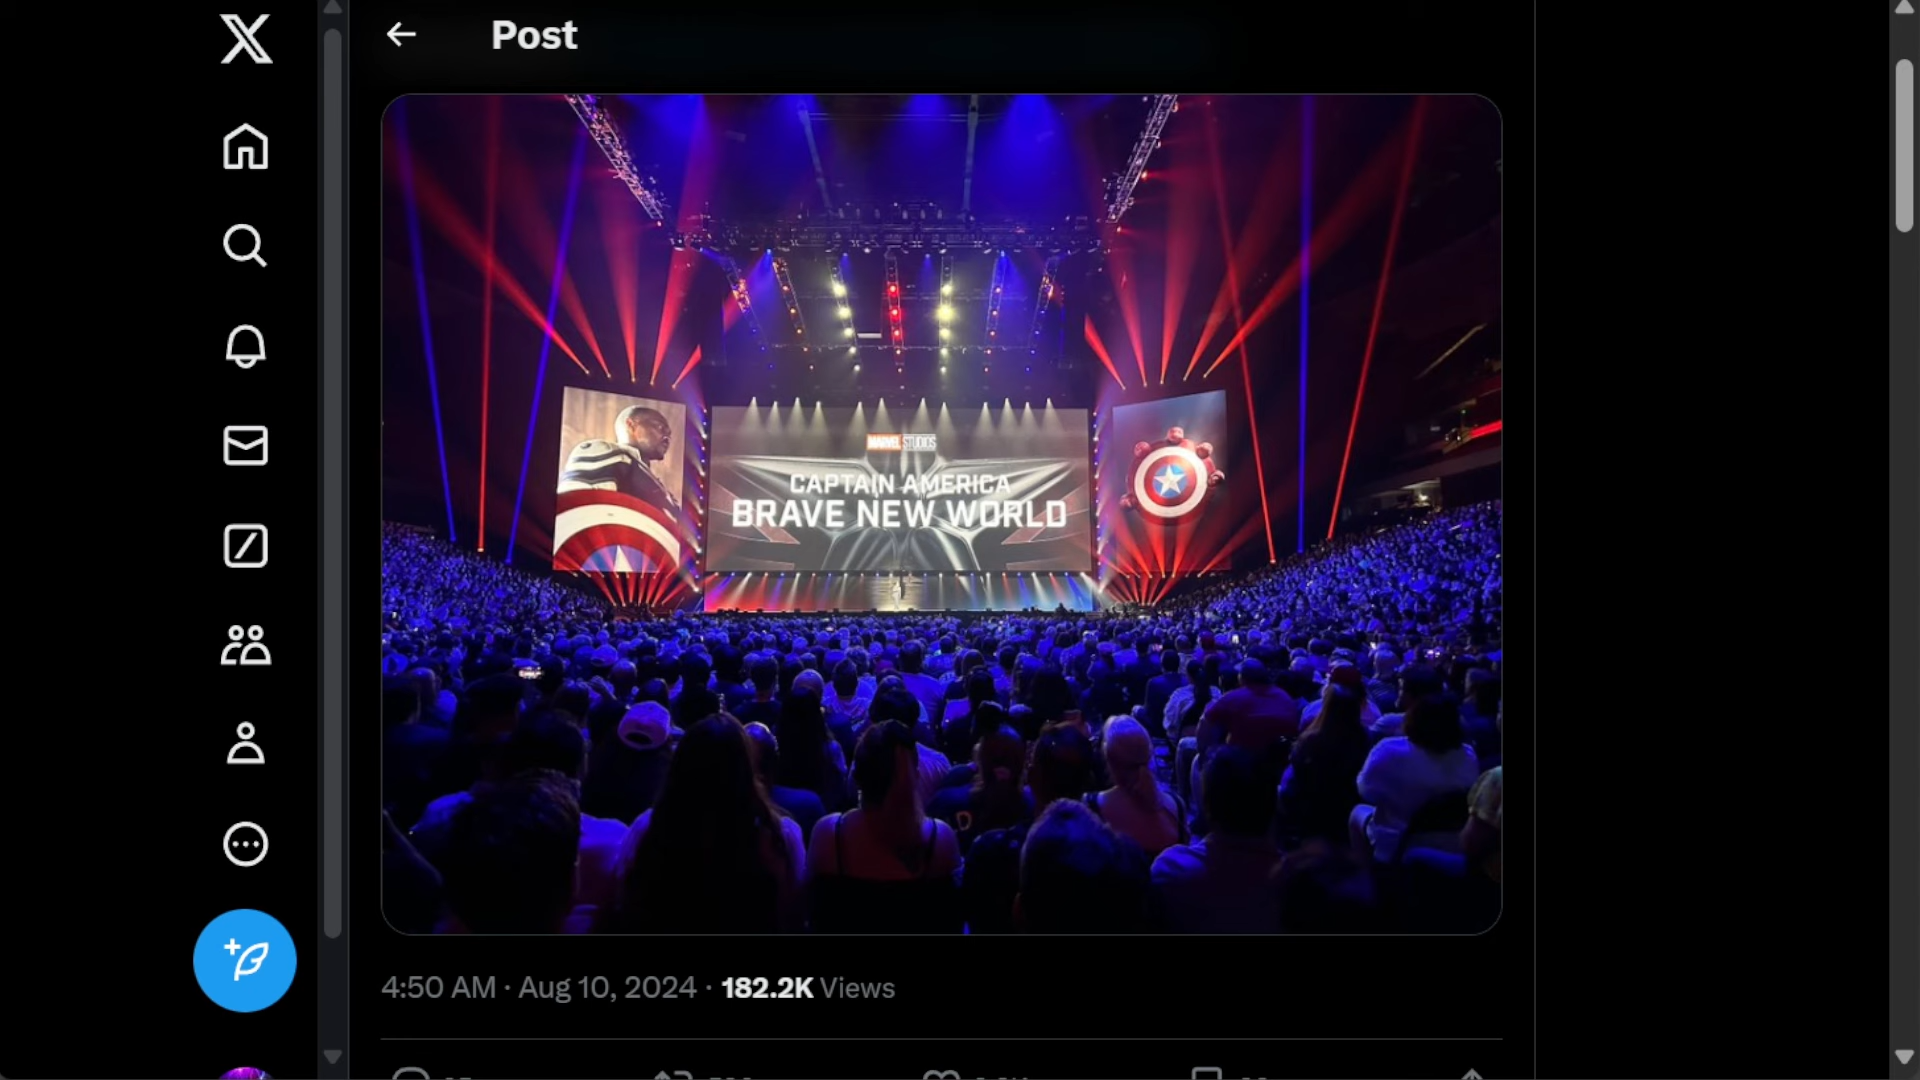 Post
MARVEL STUDIOS
CAPTAIN AMERICA
BRAVE NEW WORLD
4:50 AM · Aug 10, 2024 · 182.2K Views